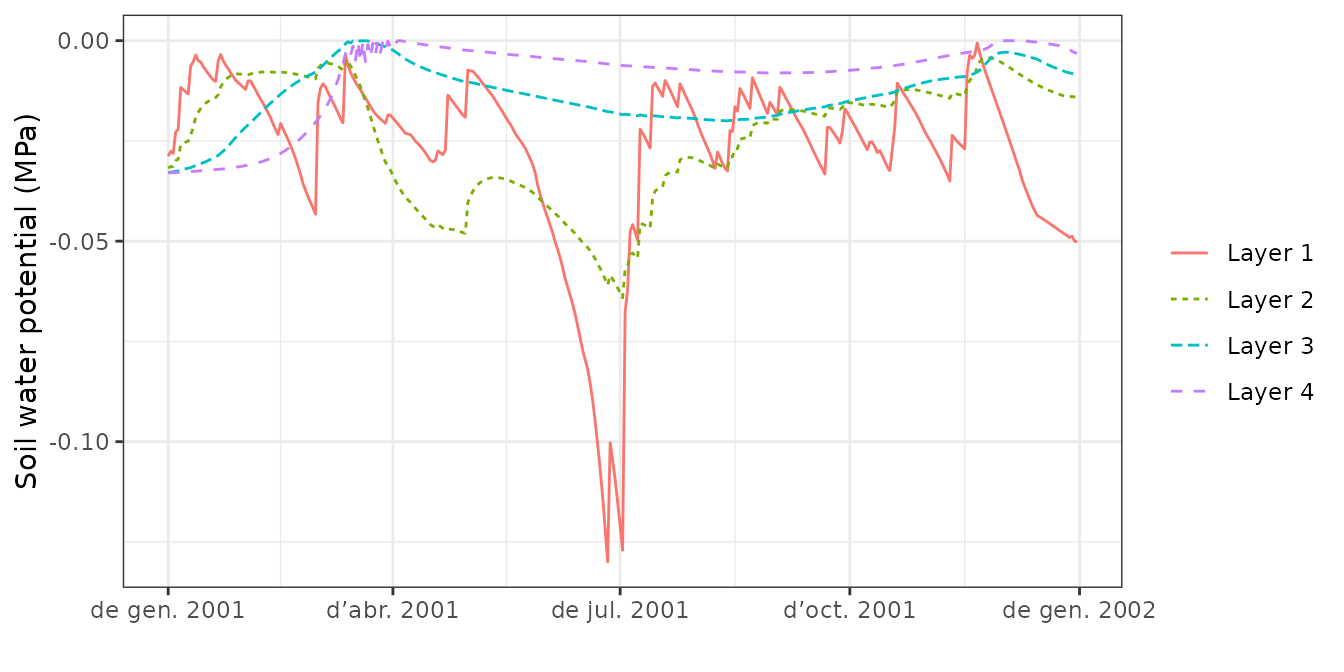 Soil water potential (MPa)
0.00
-0.05
-0.10
de gen. 2001
d’abr. 2001
de jul. 2001
d’oct. 2001
de gen. 2002
Layer 1
Layer 2
Layer 3
Layer 4